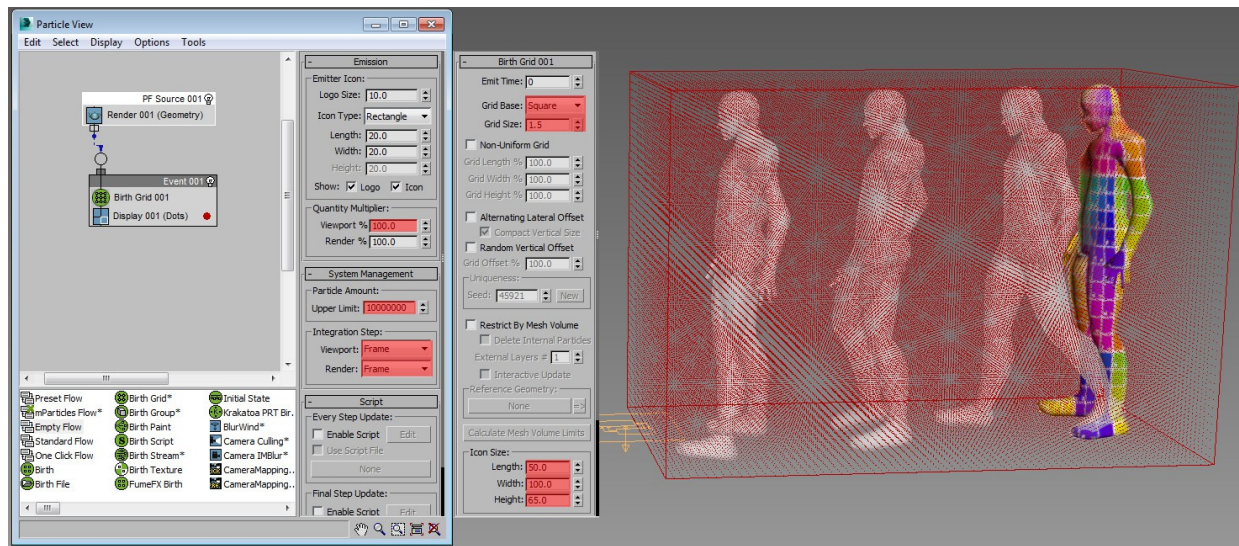 Particle View
Edit Select Display Options Tools
PF Source 001
Render 001 (Geometry)
Event 001
Birth Grid 001
Display 001 (Dots)
Preset Flow
mParticles Flow*
Empty Flow
Standard Flow
One Click Flow
Birth
Birth File
Birth Grid*
Birth Group*
Birth Paint
Birth Script
Birth Stream*
Birth Texture
FumeFX Birth
Initial State
Krakatoa PRT Bir.
BlurWind*
Camera Culling*
Camera IMBlur*
CameraMapping..
CameraMapping..
- Emission
Emitter Icon:
Logo Size: 10.0
Icon Type: Rectangle
Length: 20.0
Width: 20.0
Height: 20.0
Show: Logo Icon
Quantity Multiplier:
Viewport % 100.0
Render % 100.0
- System Management
Particle Amount:
Upper Limit: 10000000
Integration Step:
Viewport: Frame
Render: Frame
- Script
Every Step Update:
Enable Script Edit
Use Script File
None
Final Step Update:
Enable Script Edit
- Birth Grid 001
Emit Time: 0
Grid Base: Square
Grid Size: 1.5
Non-Uniform Grid
Grid Length % 100.0
Grid Width % 100.0
Grid Height % 100.0
Alternating Lateral Offset
Compact Vertical Size
Random Vertical Offset
Grid Offset % 100.0
Uniqueness:
Seed: 45921 New
Restrict By Mesh Volume
Delete Internal Particles
External Layers # 1
Interactive Update
Reference Geometry:
None =>
Calculate Mesh Volume Limits
Icon Size:
Length: 50.0
Width: 100.0
Height: 65.0